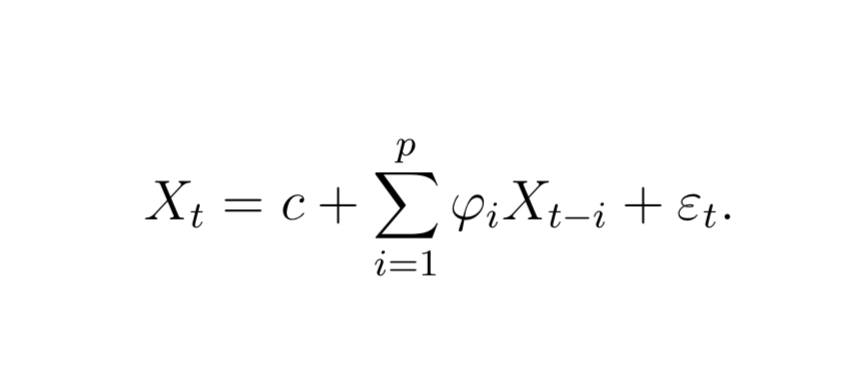 $X_t = c + \sum_{i=1}^{p} \varphi_i X_{t-i} + \varepsilon_t.$